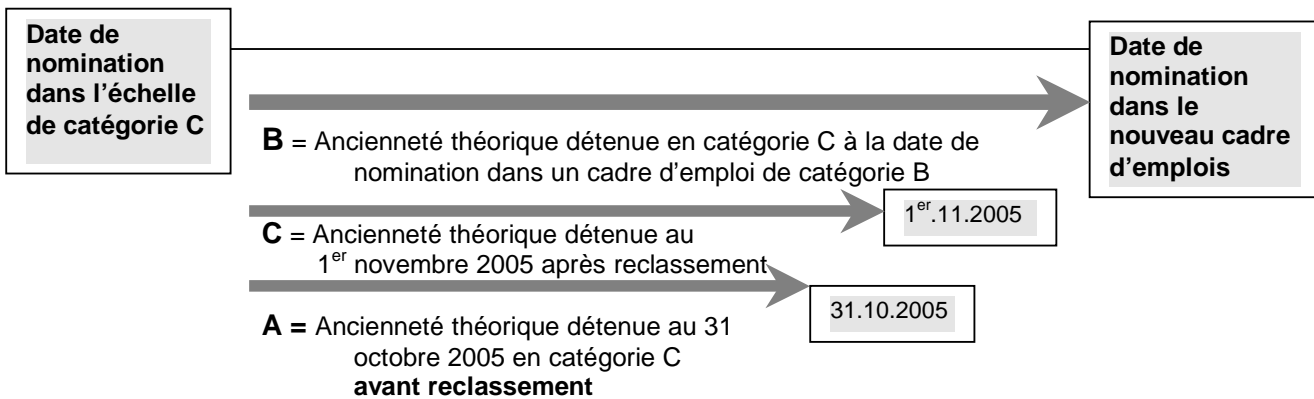 Date de
nomination
dans l'échelle
de catégorie C
Date de
nomination
dans le
nouveau cadre
d'emplois
B = Ancienneté théorique détenue en catégorie C à la date de
nomination dans un cadre d'emploi de catégorie B
1er.11.2005
C = Ancienneté théorique détenue au
1er novembre 2005 après reclassement
31.10.2005
A = Ancienneté théorique détenue au 31
octobre 2005 en catégorie C
avant reclassement